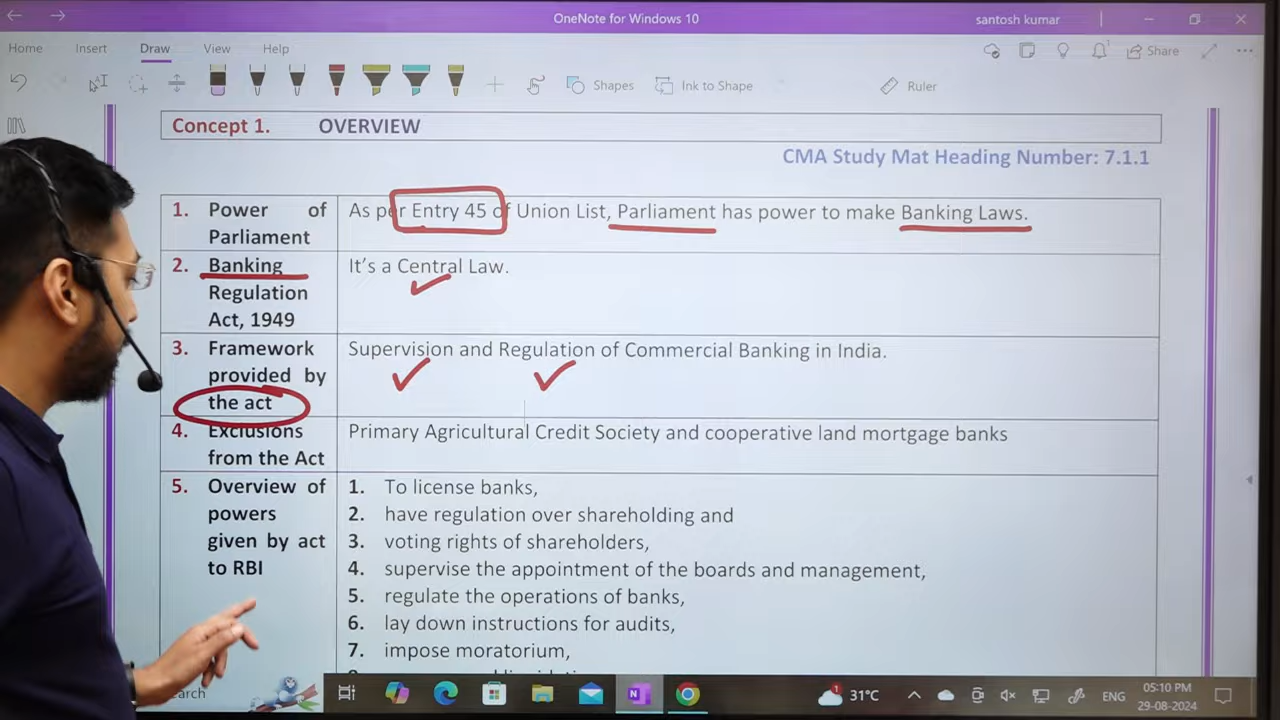 OneNote for Windows 10
santosh kumar
Home Insert Draw View Help
Share
Shapes Ink to Shape Ruler
Concept 1. OVERVIEW
CMA Study Mat Heading Number: 7.1.1
1. Power of Parliament
As per Entry 45 of Union List, Parliament has power to make Banking Laws.
2. Banking
Regulation
Act, 1949
It's a Central Law.
3. Framework
provided by
the act
Supervision and Regulation of Commercial Banking in India.
4. Exclusions
from the Act
Primary Agricultural Credit Society and cooperative land mortgage banks
5. Overview of
powers
given by act
to RBI
1. To license banks,
2. have regulation over shareholding and
3. voting rights of shareholders,
4. supervise the appointment of the boards and management,
5. regulate the operations of banks,
6. lay down instructions for audits,
7. impose moratorium,
31°C
ENG
05:10 PM
29-08-2024